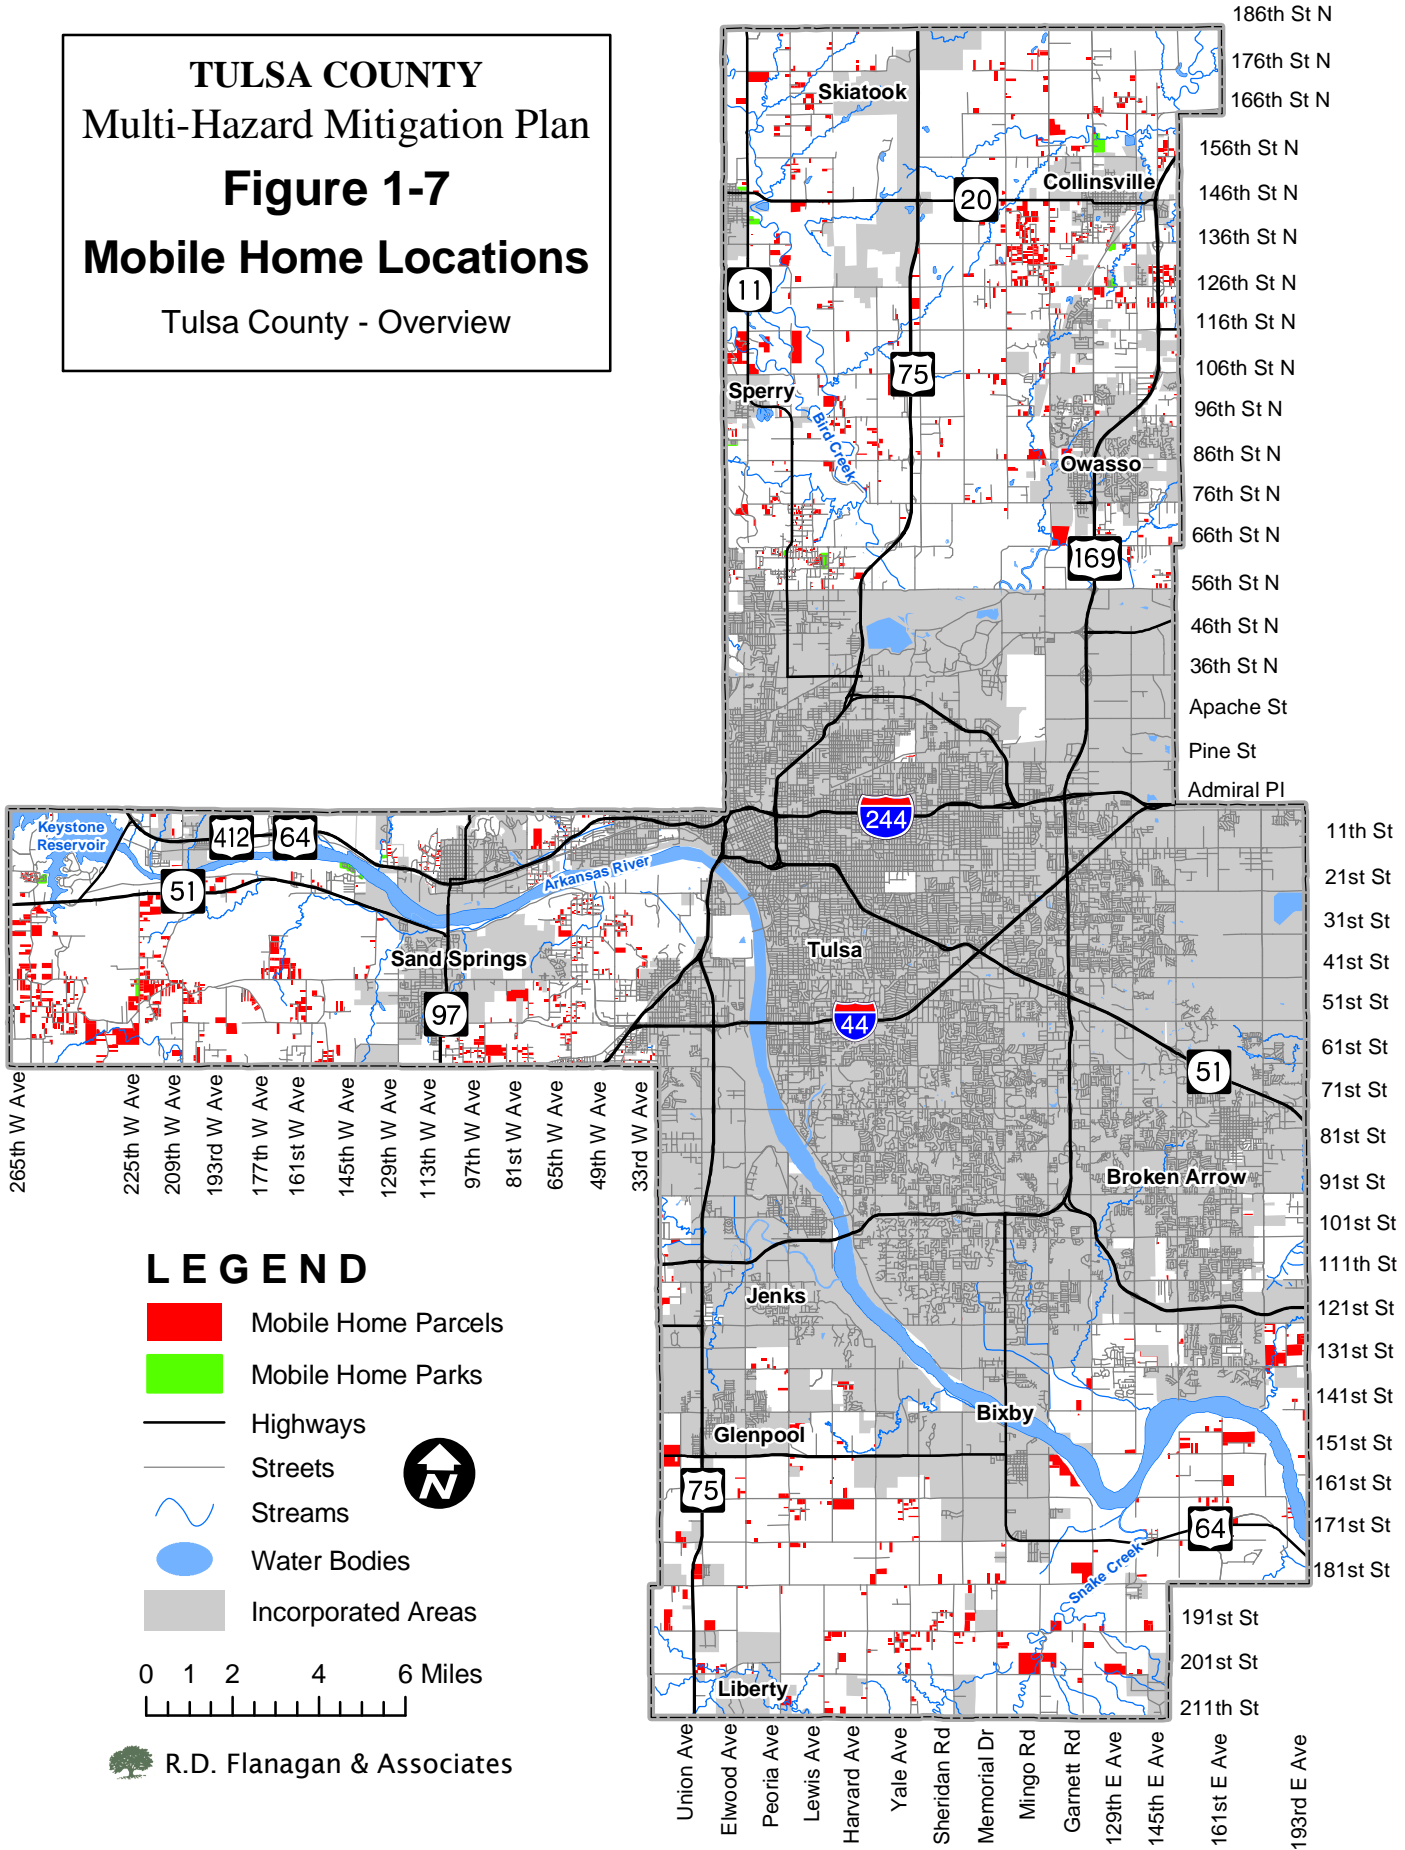 TULSA COUNTY
Multi-Hazard Mitigation Plan
Figure 1-7
Mobile Home Locations
Tulsa County - Overview
186th St N
176th St N
166th St N
156th St N
146th St N
136th St N
126th St N
116th St N
106th St N
96th St N
86th St N
76th St N
66th St N
56th St N
46th St N
36th St N
Apache St
Pine St
Admiral Pl
11th St
21st St
31st St
41st St
51st St
61st St
71st St
81st St
91st St
101st St
111th St
121st St
131st St
141st St
151st St
161st St
171st St
181st St
191st St
201st St
211th St
Skiatook
Collinsville
20
11
75
Sperry
Bird Creek
Owasso
169
244
Keystone
Reservoir
412
64
51
Arkansas River
Sand Springs
97
Tulsa
44
51
Broken Arrow
Jenks
Bixby
Glenpool
75
64
Snake Creek
Liberty
265th W Ave
225th W Ave
209th W Ave
193rd W Ave
177th W Ave
161st W Ave
145th W Ave
129th W Ave
113th W Ave
97th W Ave
81st W Ave
65th W Ave
49th W Ave
33rd W Ave
LEGEND
Mobile Home Parcels
Mobile Home Parks
Highways
Streets
Streams
Water Bodies
Incorporated Areas
N
0 1 2 4 6 Miles
R.D. Flanagan & Associates
Union Ave
Elwood Ave
Peoria Ave
Lewis Ave
Harvard Ave
Yale Ave
Sheridan Rd
Memorial Dr
Mingo Rd
Garnett Rd
129th E Ave
145th E Ave
161st E Ave
193rd E Ave